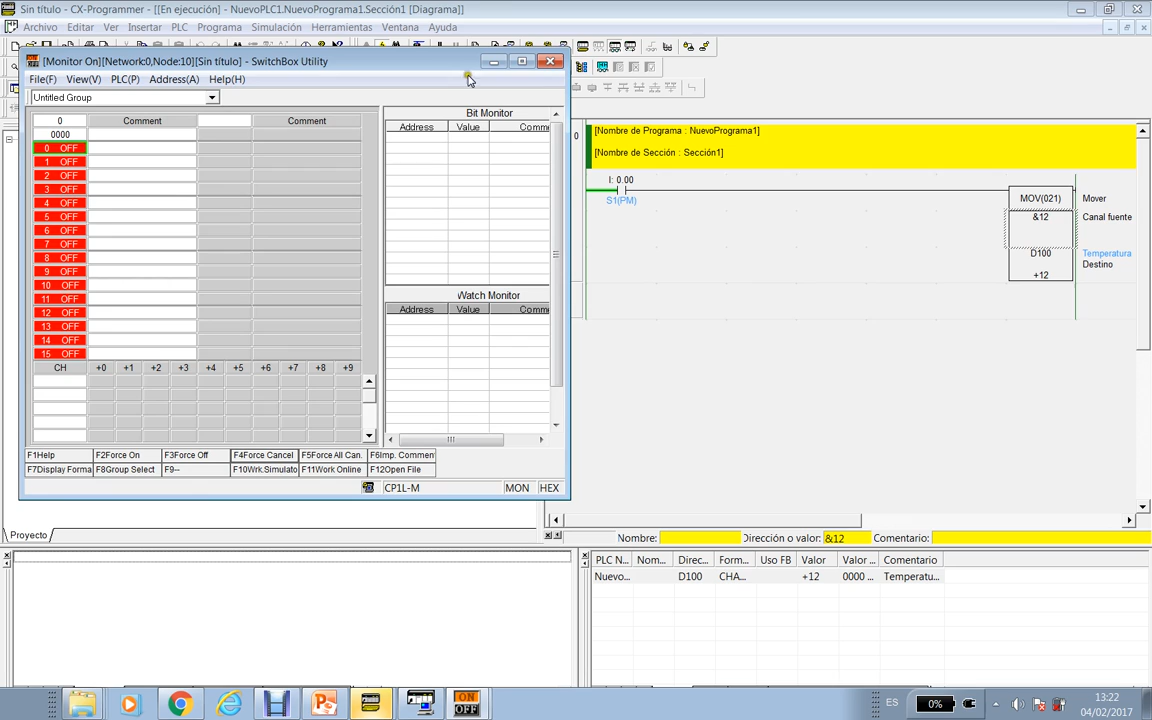 Sin título - CX-Programmer - [[En ejecución] - NuevoPLC1.NuevoPrograma1.Sección1 [Diagrama]]
Archivo Editar Ver Insertar PLC Programa Simulación Herramientas Ventana Ayuda
[Monitor On][Network:0,Node:10][Sin título] - SwitchBox Utility
File(F) View(V) PLC(P) Address(A) Help(H)
Untitled Group
Bit Monitor
0 Comment Comment
Address Value Comm
0000
0 OFF
1 OFF
2 OFF
3 OFF
4 OFF
5 OFF
6 OFF
7 OFF
8 OFF
9 OFF
10 OFF
11 OFF
12 OFF
13 OFF
14 OFF
15 OFF
Watch Monitor
Address Value Comm
CH +0 +1 +2 +3 +4 +5 +6 +7 +8 +9
F1Help F2Force On F3Force Off F4Force Cancel F5Force All Can. F6Imp. Commen
F7Display Forma F8Group Select F9-- F10Wrk.Simulato F11Work Online F12Open File
CP1L-M MON HEX
0
[Nombre de Programa : NuevoPrograma1]
[Nombre de Sección : Sección1]
I: 0.00
S1(PM)
MOV(021) Mover
&12 Canal fuente
D100 Temperatura
Destino
+12
Proyecto
Nombre: Dirección o valor: &12 Comentario:
PLC N... Nom... Direc... Form... Uso FB Valor Valor ... Comentario
Nuevo... D100 CHA... +12 0000 ... Temperatu...
ON
OFF
ES 0% 13:22
04/02/2017